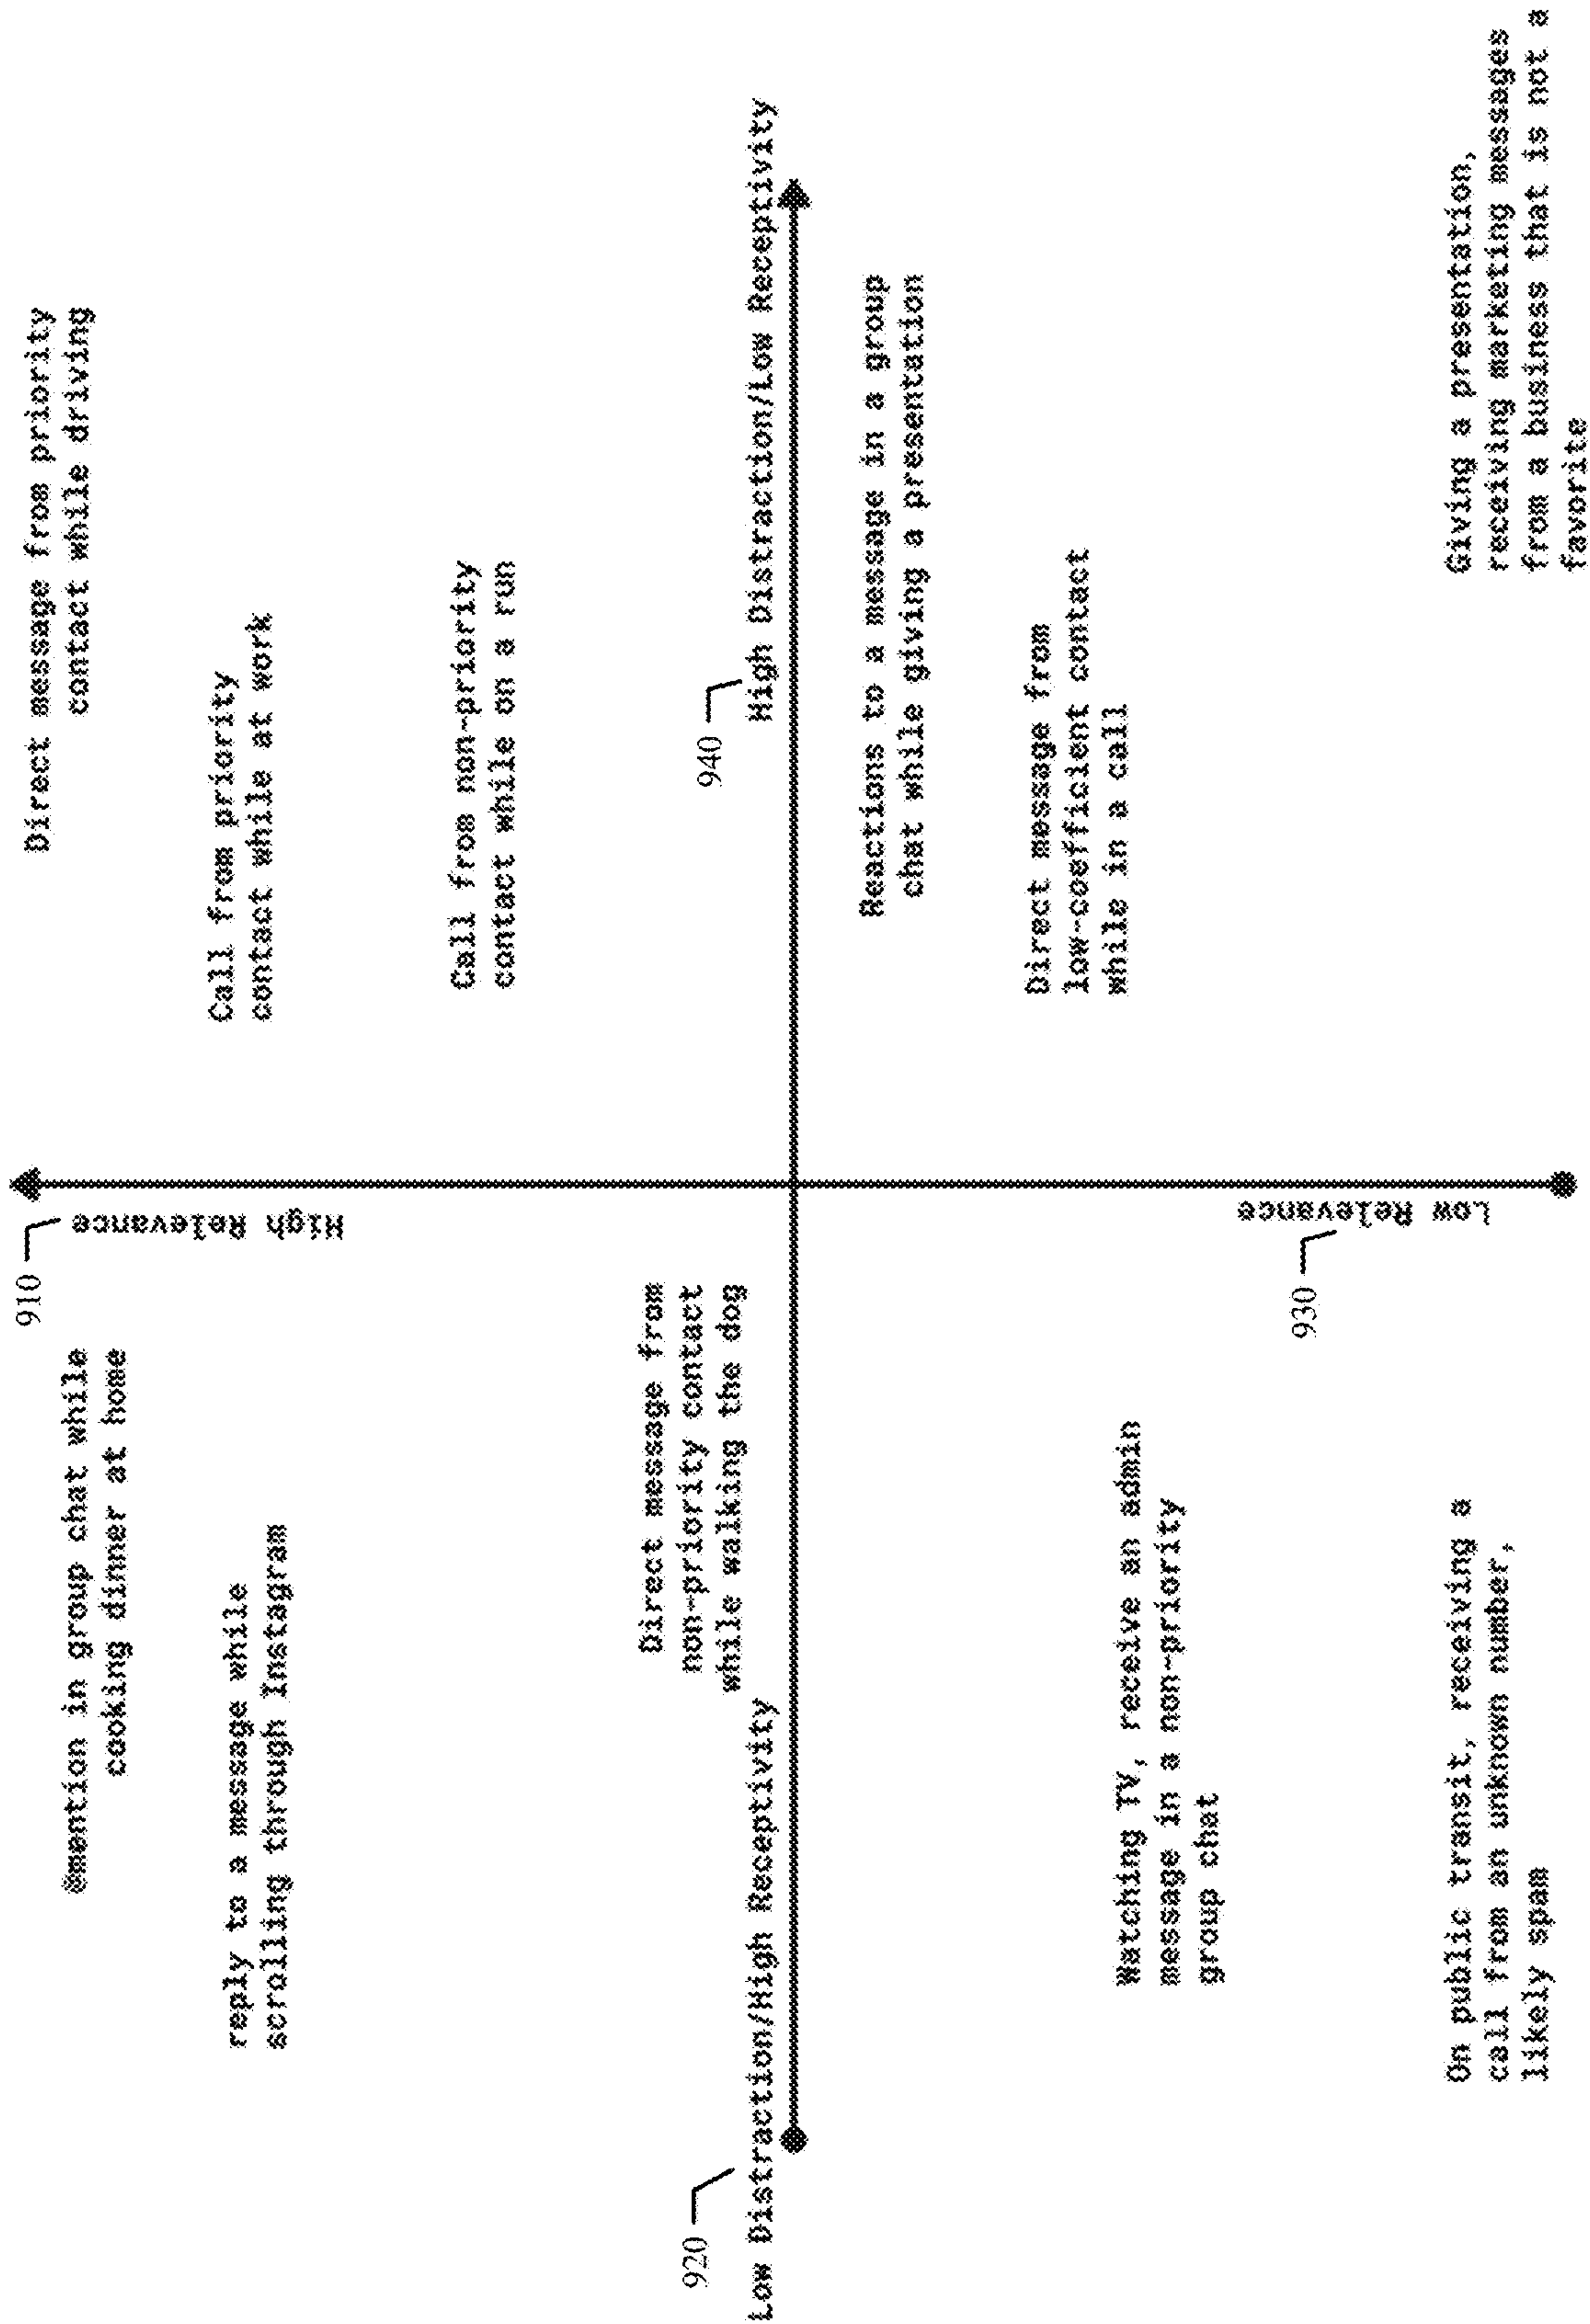 910
High Relevance
@mention in group chat while
cooking dinner at home
reply to a message while
scrolling through Instagram
Direct message from
non-priority contact
while walking the dog
Direct message from priority
contact while driving
Call from priority
contact while at work
Call from non-priority
contact while on a run
920
Low Distraction/High Receptivity
940
High Distraction/Low Receptivity
Watching TV, receive an admin
message in a non-priority
group chat
On public transit, receiving a
call from an unknown number,
likely spam
Reactions to a message in a group
chat while giving a presentation
Direct message from
low-coefficient contact
while in a call
930
Low Relevance
Giving a presentation,
receiving marketing messages
from a business that is not a
favorite